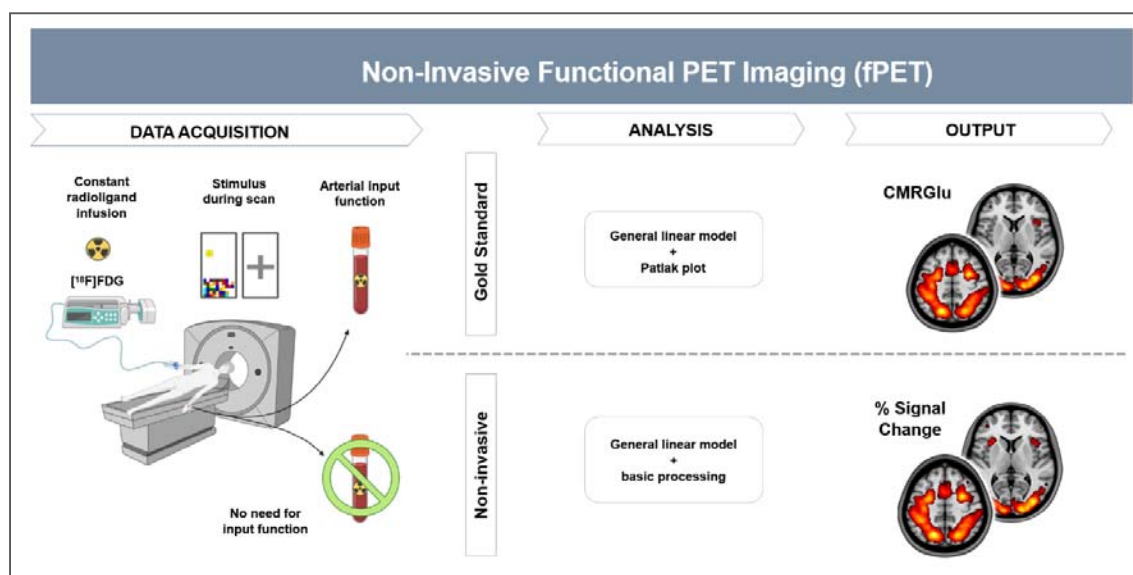 Non-Invasive Functional PET Imaging (fPET)
DATA ACQUISITION
ANALYSIS
OUTPUT
Constant
radioligand
infusion
[¹⁸F]FDG
Stimulus
during scan
Arterial input
function
No need for
input function
Gold Standard
General linear model
+
Patlak plot
CMRGlu
Non-invasive
General linear model
+
basic processing
% Signal
Change